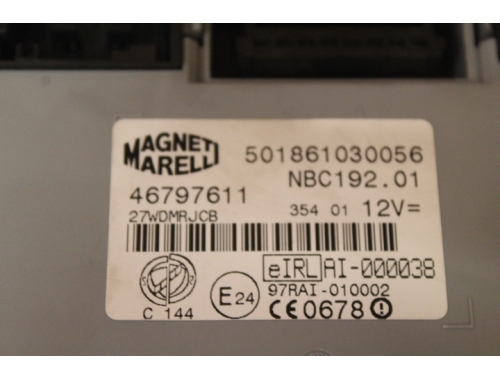 MAGNETI MARELLI
501861030056
46797611
NBC192.01
27WDMRJCB
354 01 12V=
eIRL AI-000038
E24
97RAI-010002
C 144
CE0678